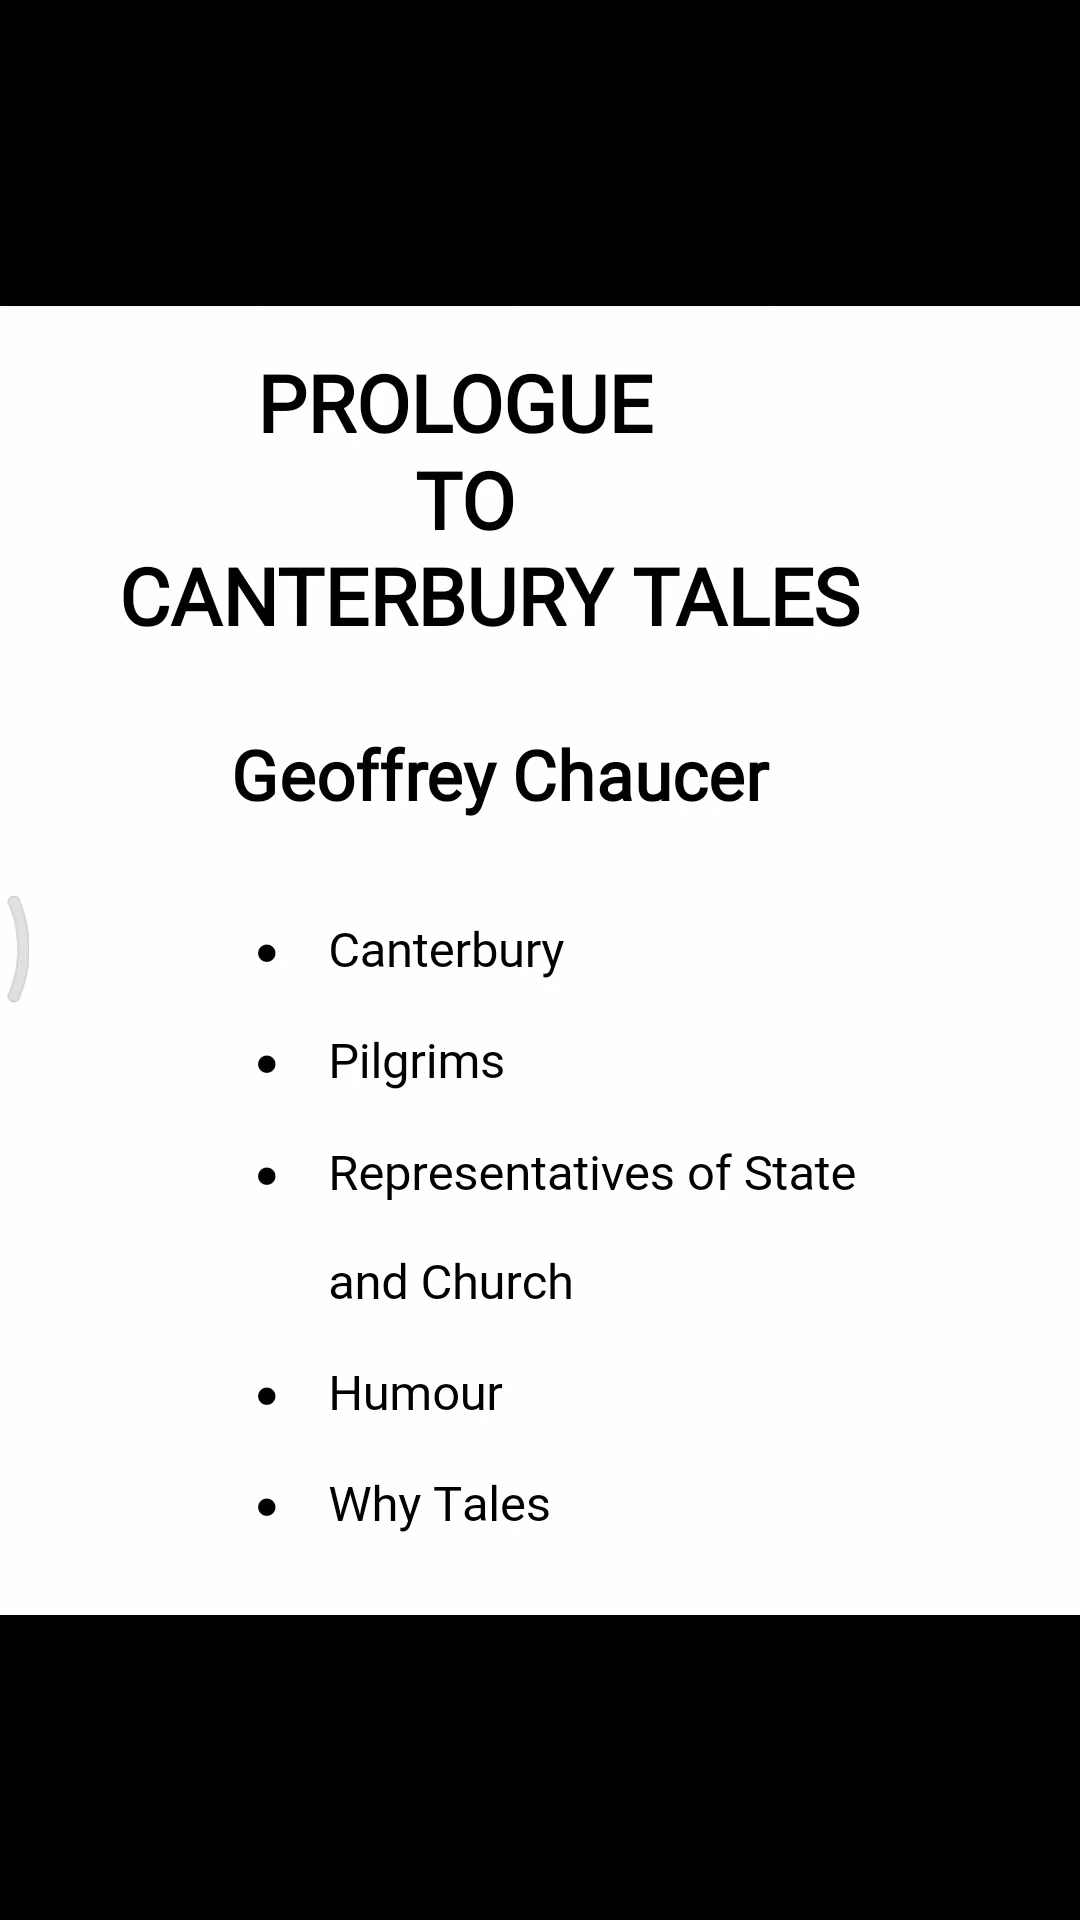 PROLOGUE
TO
CANTERBURY TALES
Geoffrey Chaucer
● Canterbury
● Pilgrims
● Representatives of State
and Church
● Humour
● Why Tales